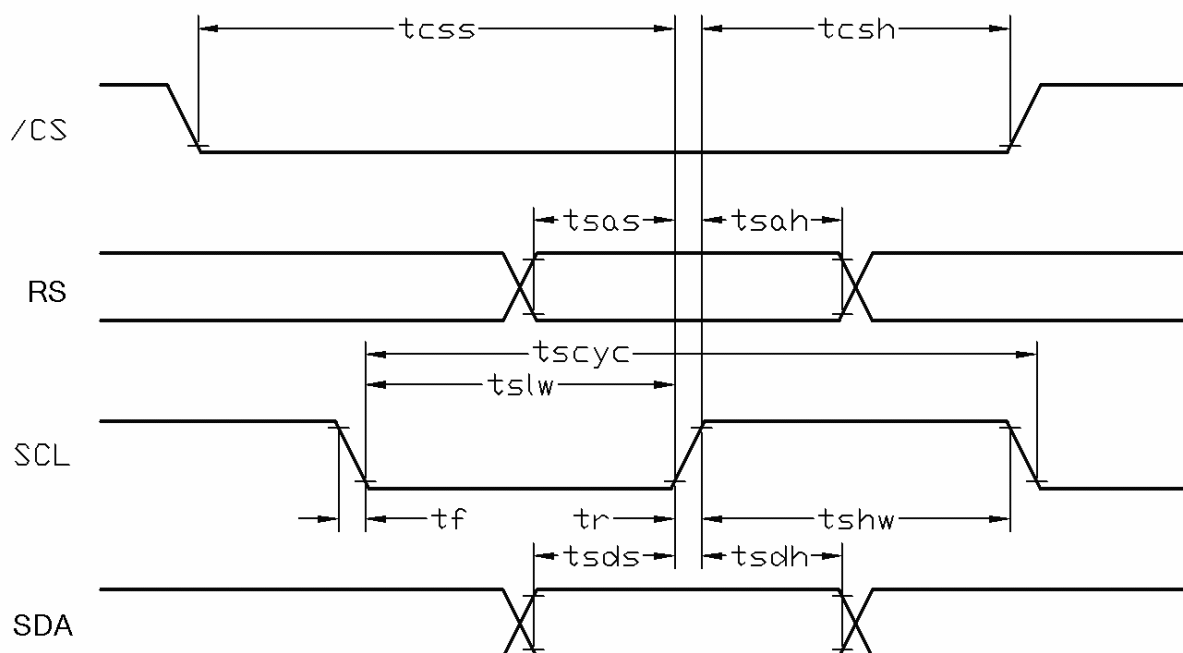 tcss tcsh
/CS
tsas tsah
RS
tscyc
tslw
SCL
tf tr tshw
tsds tsdh
SDA